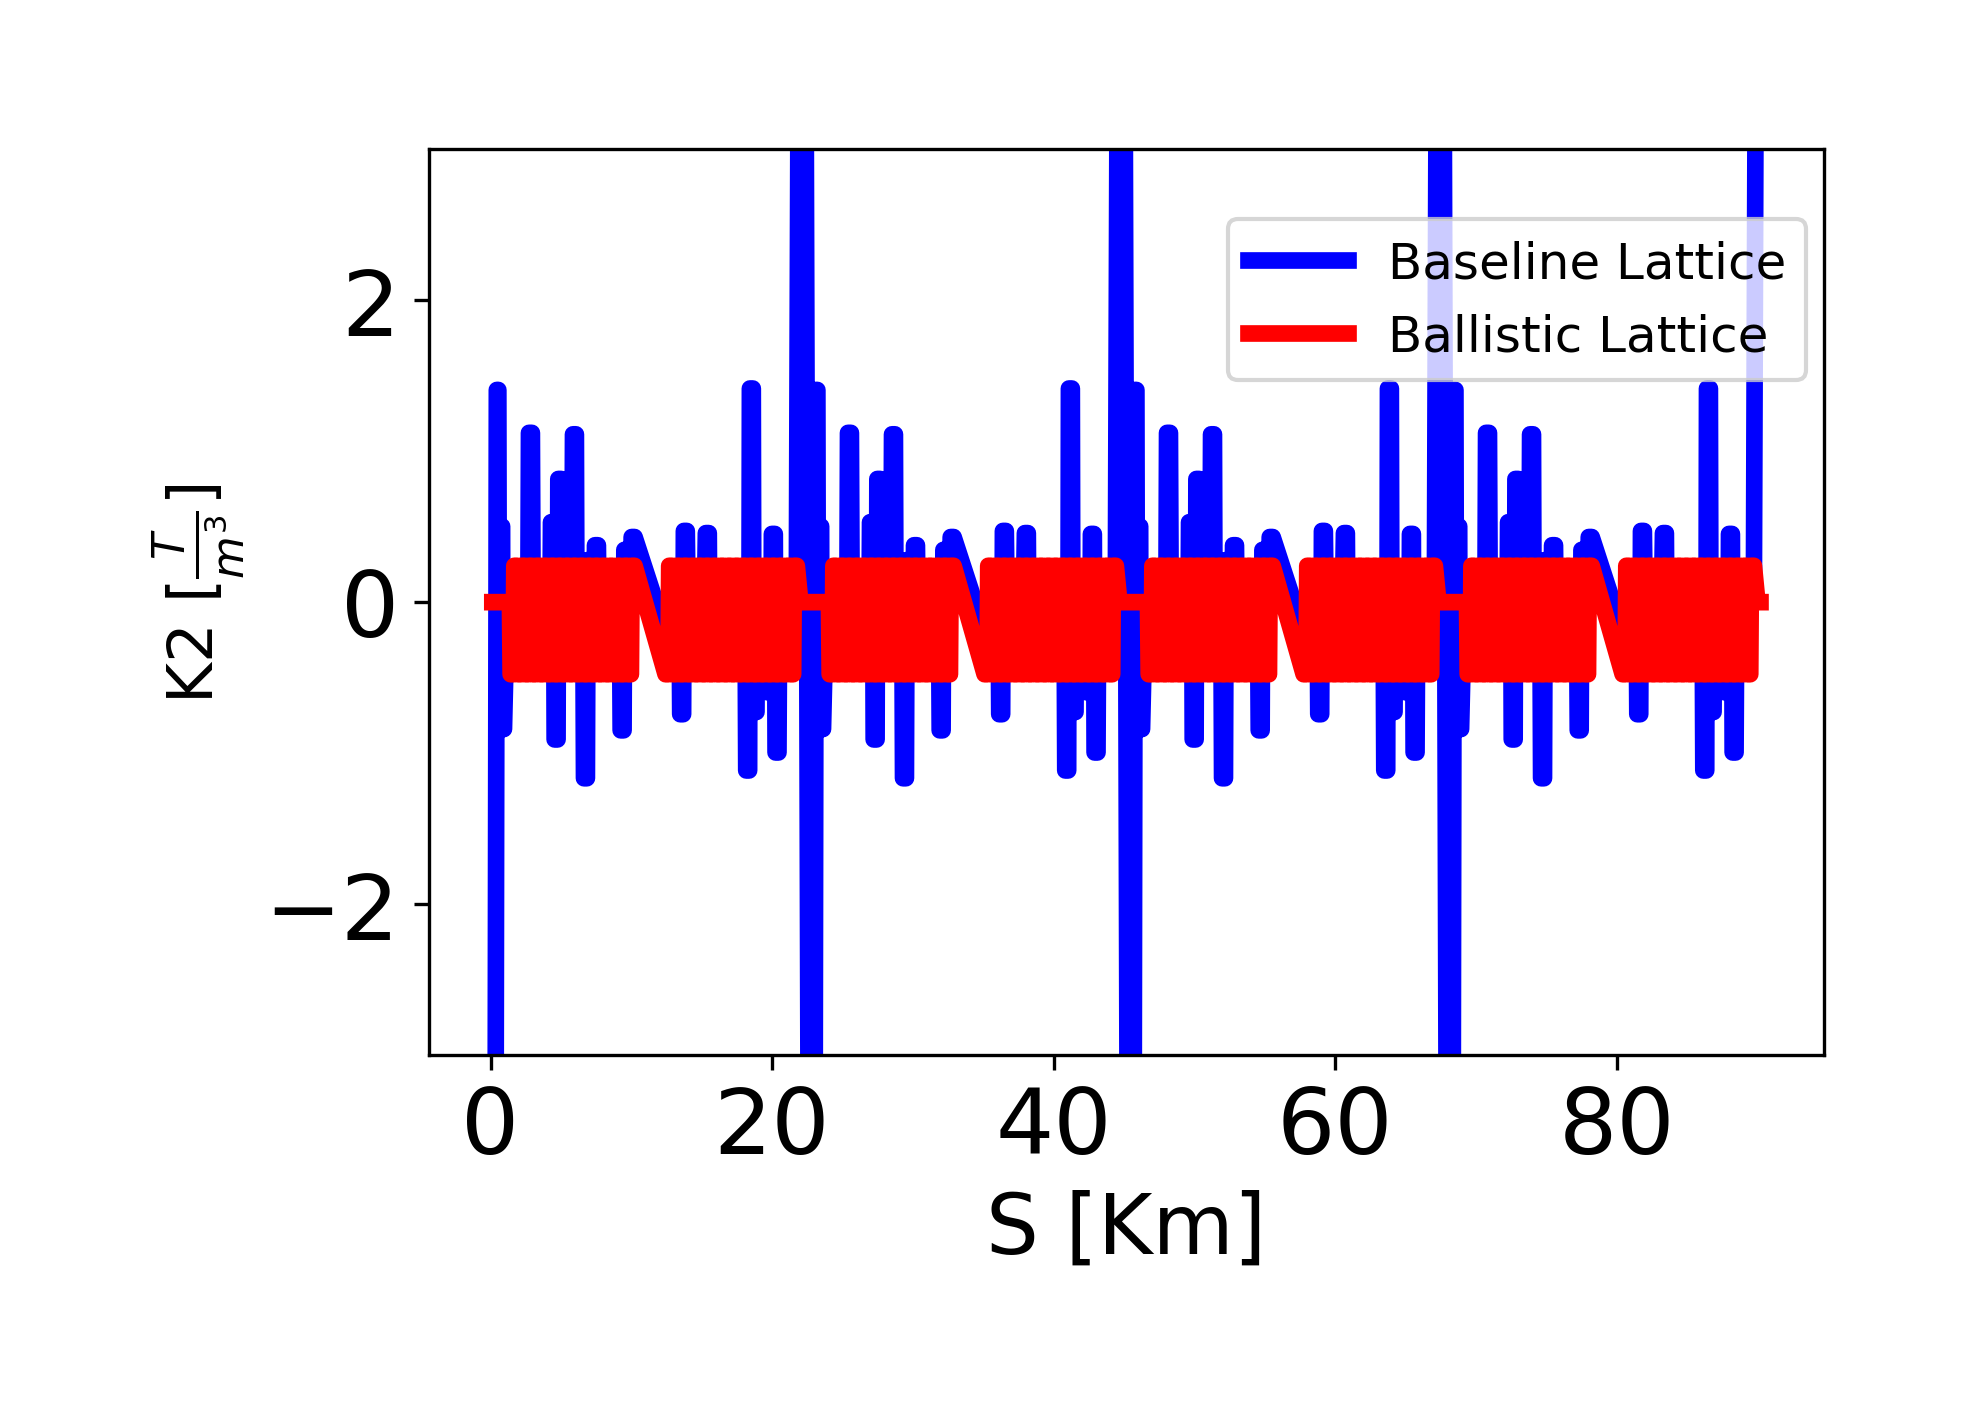 K2 [T/m³]
2
0
−2
Baseline Lattice
Ballistic Lattice
0 20 40 60 80
S [Km]